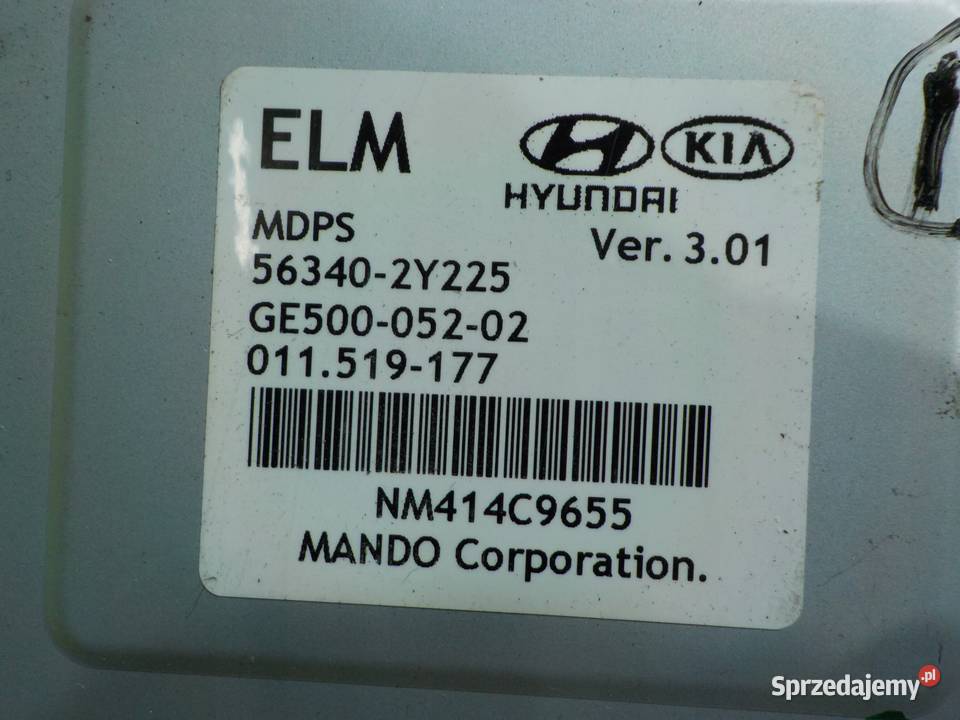 ELM
KIA
HYUNDAI
MDPS
Ver. 3.01
56340-2Y225
GE500-052-02
011.519-177
NM414C9655
MANDO Corporation.
Sprzedajemy.pl